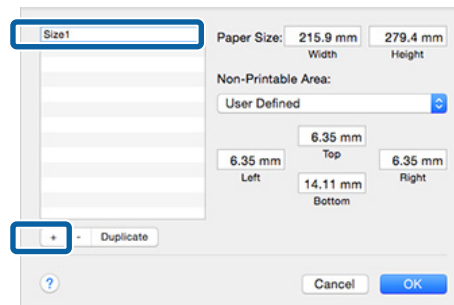 Size1
Paper Size: 215.9 mm 279.4 mm
Width Height
Non-Printable Area:
User Defined
6.35 mm
Top
6.35 mm 6.35 mm
Left Right
14.11 mm
Bottom
+ - Duplicate
? Cancel OK